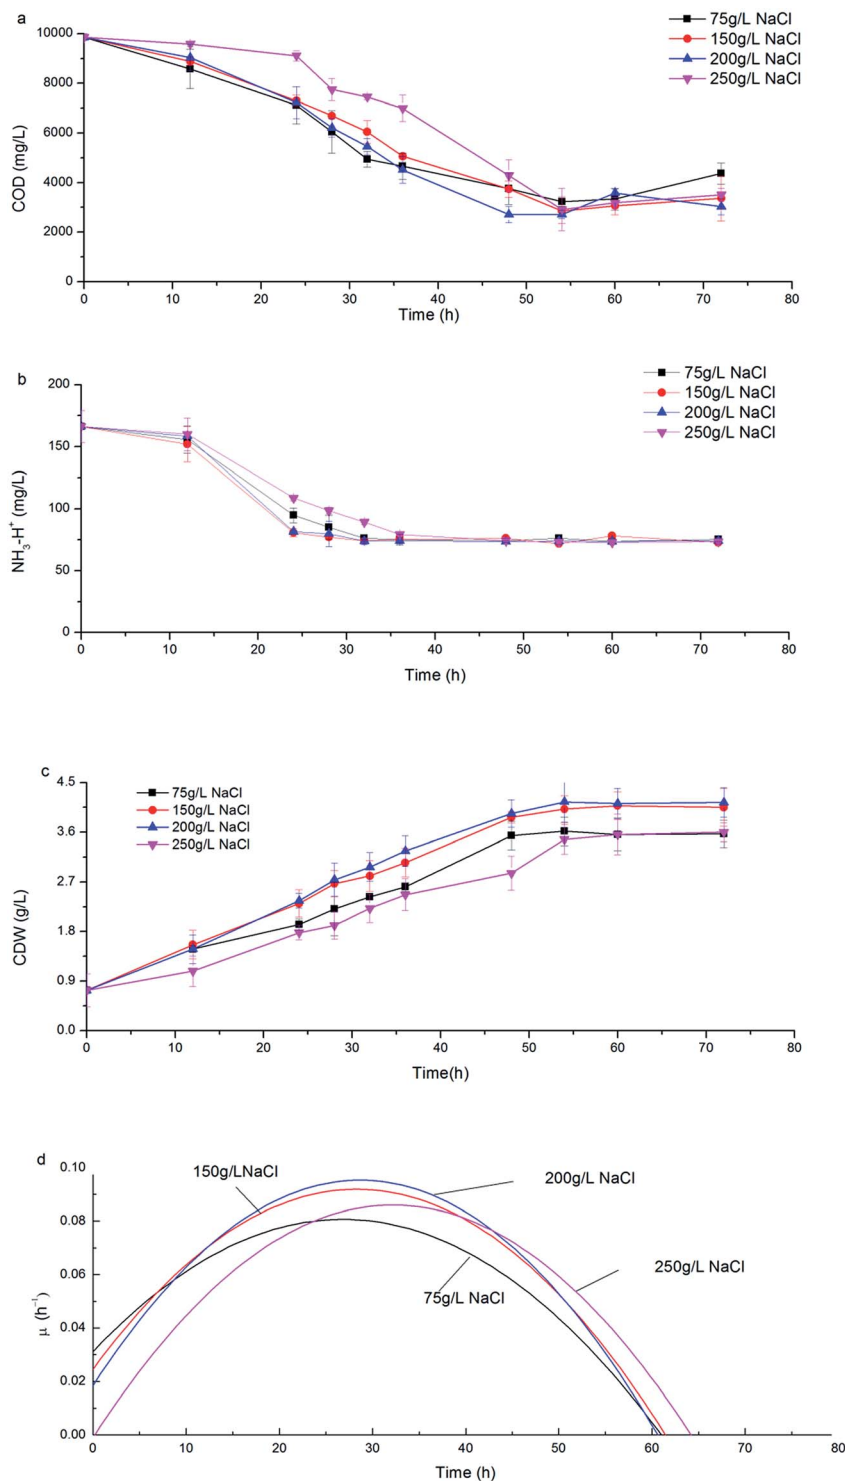 a
10000
8000
6000
4000
2000
0
COD (mg/L)
75g/L NaCl
150g/L NaCl
200g/L NaCl
250g/L NaCl
0 10 20 30 40 50 60 70 80
Time (h)
b
200
150
100
50
0
NH3-H+ (mg/L)
75g/L NaCl
150g/L NaCl
200g/L NaCl
250g/L NaCl
0 10 20 30 40 50 60 70 80
Time (h)
c
4.5
3.6
2.7
1.8
0.9
0.0
CDW (g/L)
75g/L NaCl
150g/L NaCl
200g/L NaCl
250g/L NaCl
0 10 20 30 40 50 60 70 80
Time(h)
d
0.10
0.08
0.06
0.04
0.02
0.00
μ (h⁻¹)
150g/LNaCl
200g/L NaCl
250g/L NaCl
75g/L NaCl
0 10 20 30 40 50 60 70 80
Time (h)